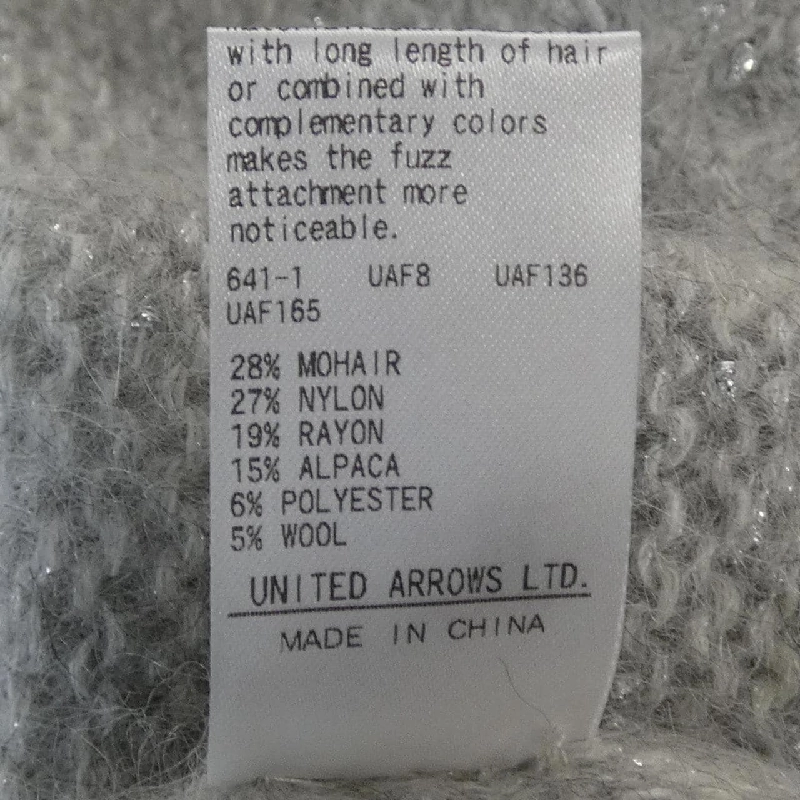 with long length of hair
or combined with
complementary colors
makes the fuzz
attachment more
noticeable.
641-1 UAF8 UAF136
UAF165
28% MOHAIR
27% NYLON
19% RAYON
15% ALPACA
6% POLYESTER
5% WOOL
UNITED ARROWS LTD.
MADE IN CHINA